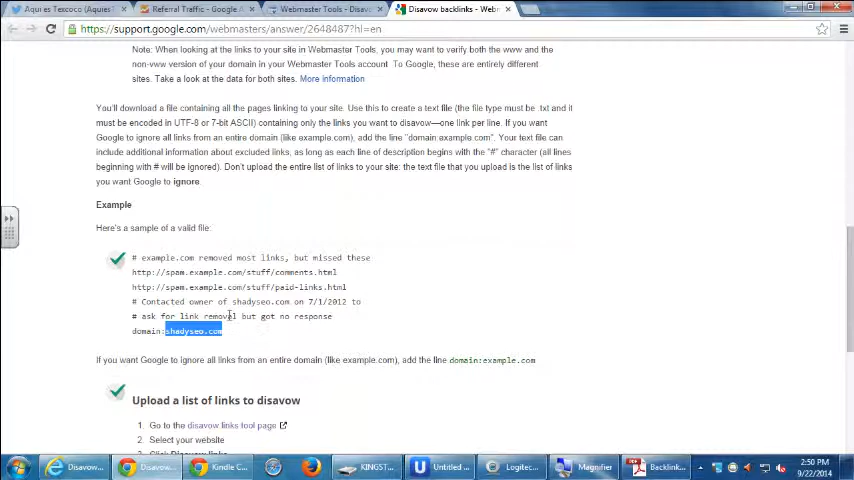 Aquies Texcoco (Aquies
Referral Traffic - Google
Webmaster Tools - Disavo
Disavow backlinks - Webm
https://support.google.com/webmasters/answer/2648487?hl=en
Note: When looking at the links to your site in Webmaster Tools, you may want to verify both the www and the
non-www version of your domain in your Webmaster Tools account. To Google, these are entirely different
sites. Take a look at the data for both sites. More information
You'll download a file containing all the pages linking to your site. Use this to create a text file (the file type must be .txt and it
must be encoded in UTF-8 or 7-bit ASCII) containing only the links you want to disavow—one link per line. If you want
Google to ignore all links from an entire domain (like example.com), add the line "domain:example.com". Your text file can
include additional information about excluded links, as long as each line of description begins with the "#" character (all lines
beginning with # will be ignored). Don't upload the entire list of links to your site: the text file that you upload is the list of links
you want Google to ignore.
Example
Here's a sample of a valid file:
# example.com removed most links, but missed these
http://spam.example.com/stuff/comments.html
http://spam.example.com/stuff/paid-links.html
# Contacted owner of shadyseo.com on 7/1/2012 to
# ask for link removal but got no response
domain:shadyseo.com
If you want Google to ignore all links from an entire domain (like example.com), add the line domain:example.com
Upload a list of links to disavow
1. Go to the disavow links tool page
2. Select your website
3. Click Disavow links
Disavow...
Disavow...
Kindle C...
KINGST...
Untitled ...
Logitec...
Magnifier
Backlink...
2:50 PM
9/22/2014